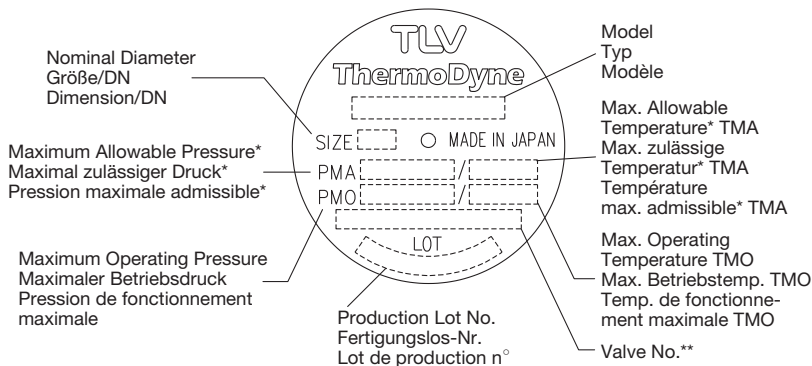 Nominal Diameter
Größe/DN
Dimension/DN
Maximum Allowable Pressure*
Maximal zulässiger Druck*
Pression maximale admissible*
Maximum Operating Pressure
Maximaler Betriebsdruck
Pression de fonctionnement
maximale
TLV
ThermoDyne
SIZE MADE IN JAPAN
PMA /
PMO /
LOT
Production Lot No.
Fertigungslos-Nr.
Lot de production n°
Model
Typ
Modèle
Max. Allowable
Temperature* TMA
Max. zulässige
Temperatur* TMA
Température
max. admissible* TMA
Max. Operating
Temperature TMO
Max. Betriebstemp. TMO
Temp. de fonctionne-
ment maximale TMO
Valve No.**